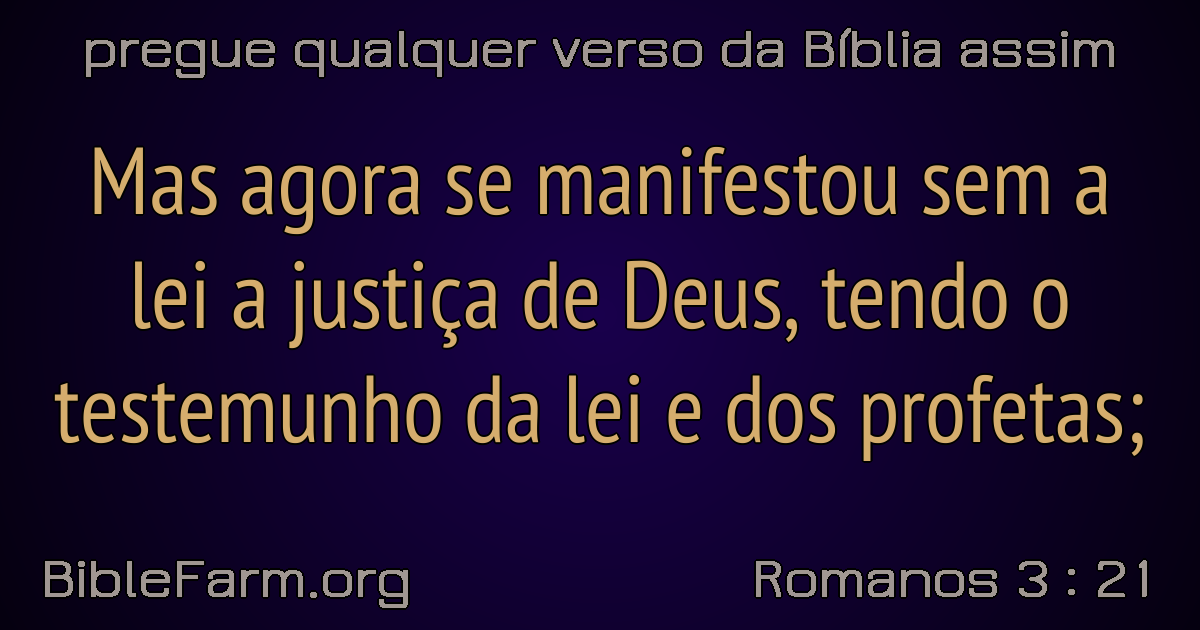 pregue qualquer verso da Bíblia assim
Mas agora se manifestou sem a
lei a justiça de Deus, tendo o
testemunho da lei e dos profetas;
BibleFarm.org
Romanos 3 : 21